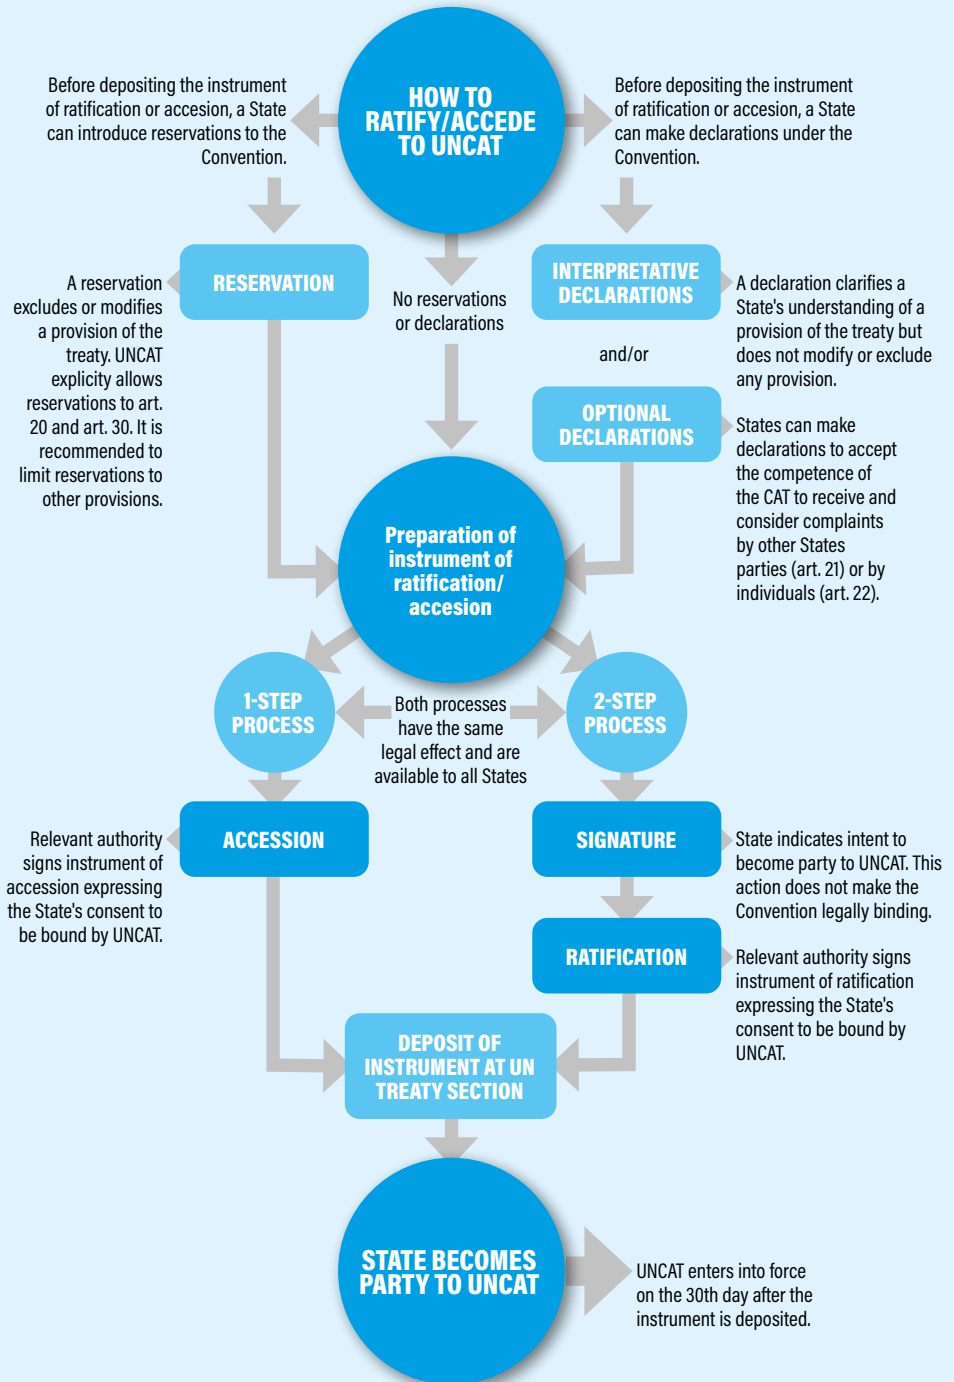 HOW TO
RATIFY/ACCEDE
TO UNCAT
Before depositing the instrument
of ratification or accesion, a State
can introduce reservations to the
Convention.
Before depositing the instrument
of ratification or accesion, a State
can make declarations under the
Convention.
RESERVATION
A reservation
excludes or modifies
a provision of the
treaty. UNCAT
explicity allows
reservations to art.
20 and art. 30. It is
recommended to
limit reservations to
other provisions.
No reservations
or declarations
INTERPRETATIVE
DECLARATIONS
A declaration clarifies a
State's understanding of a
provision of the treaty but
does not modify or exclude
any provision.
and/or
OPTIONAL
DECLARATIONS
States can make
declarations to accept
the competence of
the CAT to receive and
consider complaints
by other States
parties (art. 21) or by
individuals (art. 22).
Preparation of
instrument of
ratification/
accesion
1-STEP
PROCESS
Both processes
have the same
legal effect and are
available to all States
2-STEP
PROCESS
ACCESSION
Relevant authority
signs instrument of
accession expressing
the State's consent to
be bound by UNCAT.
SIGNATURE
State indicates intent to
become party to UNCAT. This
action does not make the
Convention legally binding.
RATIFICATION
Relevant authority signs
instrument of ratification
expressing the State's
consent to be bound by
UNCAT.
DEPOSIT OF
INSTRUMENT AT UN
TREATY SECTION
STATE BECOMES
PARTY TO UNCAT
UNCAT enters into force
on the 30th day after the
instrument is deposited.